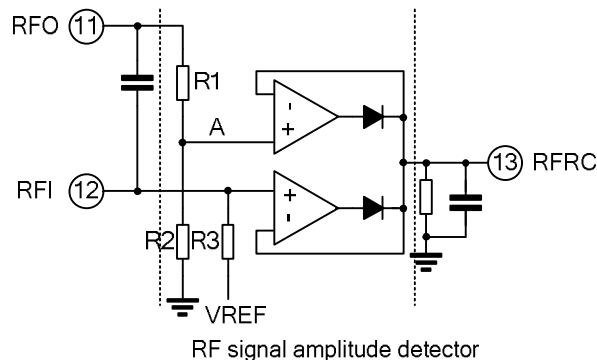 RFO 11
R1
A
-
+
13 RFRC
RFI 12
+
-
R2 R3
VREF
RF signal amplitude detector